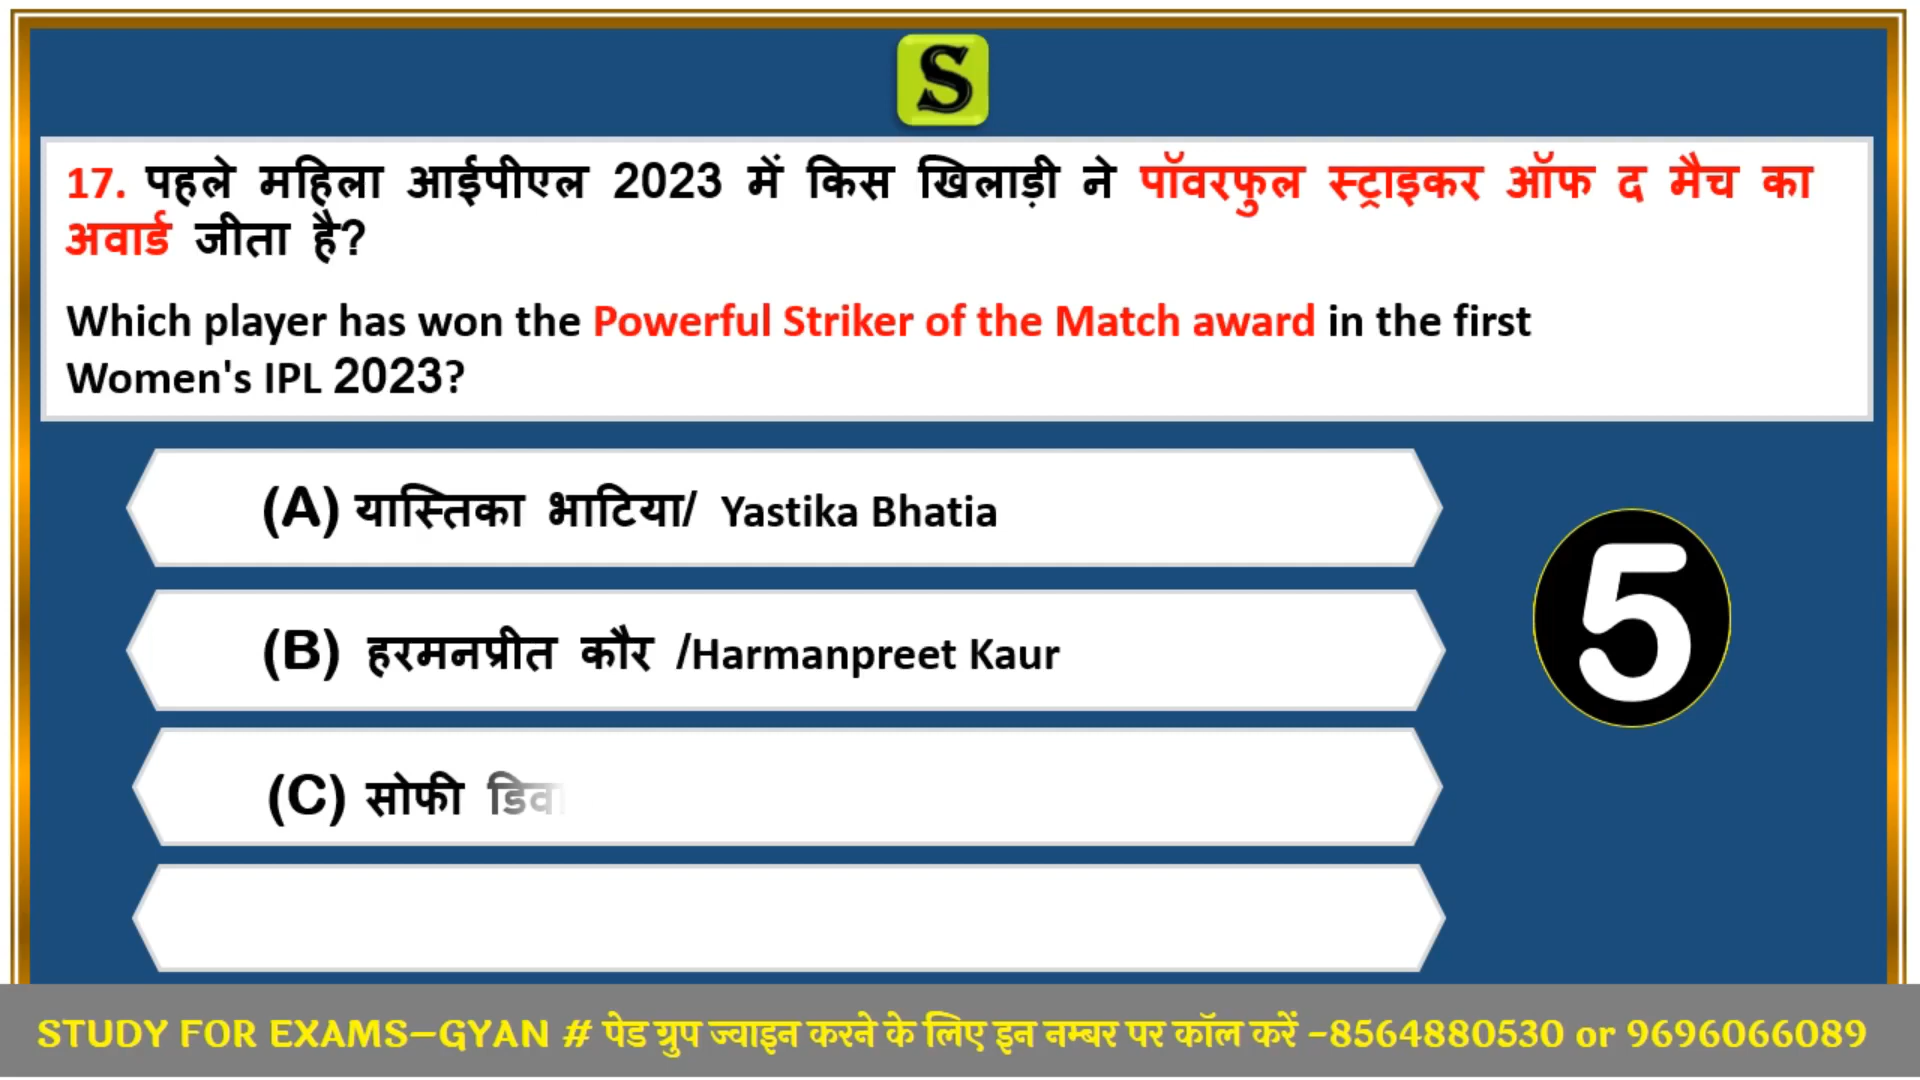 S
17. पहले महिला आईपीएल 2023 में किस खिलाड़ी ने पॉवरफुल स्ट्राइकर ऑफ द मैच का
अवार्ड जीता है?
Which player has won the Powerful Striker of the Match award in the first
Women's IPL 2023?
(A) यास्तिका भाटिया/ Yastika Bhatia
(B) हरमनप्रीत कौर /Harmanpreet Kaur
5
(C) सोफी
STUDY FOR EXAMS–GYAN # पेड ग्रुप ज्वाइन करने के लिए इन नम्बर पर कॉल करें -8564880530 or 9696066089